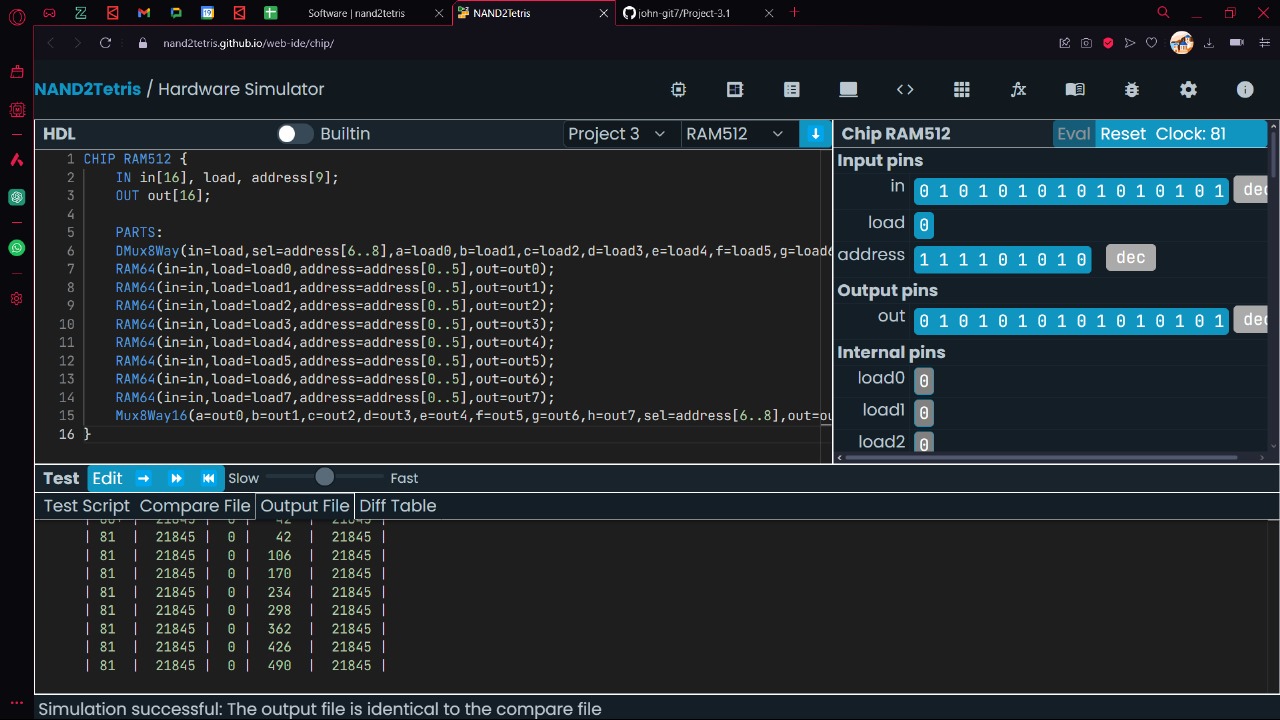 Software | nand2tetris
NAND2Tetris
john-git7/Project-3.1
nand2tetris.github.io/web-ide/chip/
NAND2Tetris / Hardware Simulator
HDL Builtin Project 3 RAM512
1 CHIP RAM512 {
2 IN in[16], load, address[9];
3 OUT out[16];
4
5 PARTS:
6 DMux8Way(in=load,sel=address[6..8],a=load0,b=load1,c=load2,d=load3,e=load4,f=load5,g=load6
7 RAM64(in=in,load=load0,address=address[0..5],out=out0);
8 RAM64(in=in,load=load1,address=address[0..5],out=out1);
9 RAM64(in=in,load=load2,address=address[0..5],out=out2);
10 RAM64(in=in,load=load3,address=address[0..5],out=out3);
11 RAM64(in=in,load=load4,address=address[0..5],out=out4);
12 RAM64(in=in,load=load5,address=address[0..5],out=out5);
13 RAM64(in=in,load=load6,address=address[0..5],out=out6);
14 RAM64(in=in,load=load7,address=address[0..5],out=out7);
15 Mux8Way16(a=out0,b=out1,c=out2,d=out3,e=out4,f=out5,g=out6,h=out7,sel=address[6..8],out=ou
16 }
Chip RAM512 Eval Reset Clock: 81
Input pins
in 0 1 0 1 0 1 0 1 0 1 0 1 0 1 0 1 dec
load 0
address 1 1 1 1 0 1 0 1 0 dec
Output pins
out 0 1 0 1 0 1 0 1 0 1 0 1 0 1 0 1 dec
Internal pins
load0 0
load1 0
load2 0
Test Edit Slow Fast
Test Script Compare File Output File Diff Table
| 80+ | 21845 | 0 | 42 | 21845 |
| 81 | 21845 | 0 | 42 | 21845 |
| 81 | 21845 | 0 | 106 | 21845 |
| 81 | 21845 | 0 | 170 | 21845 |
| 81 | 21845 | 0 | 234 | 21845 |
| 81 | 21845 | 0 | 298 | 21845 |
| 81 | 21845 | 0 | 362 | 21845 |
| 81 | 21845 | 0 | 426 | 21845 |
| 81 | 21845 | 0 | 490 | 21845 |
Simulation successful: The output file is identical to the compare file